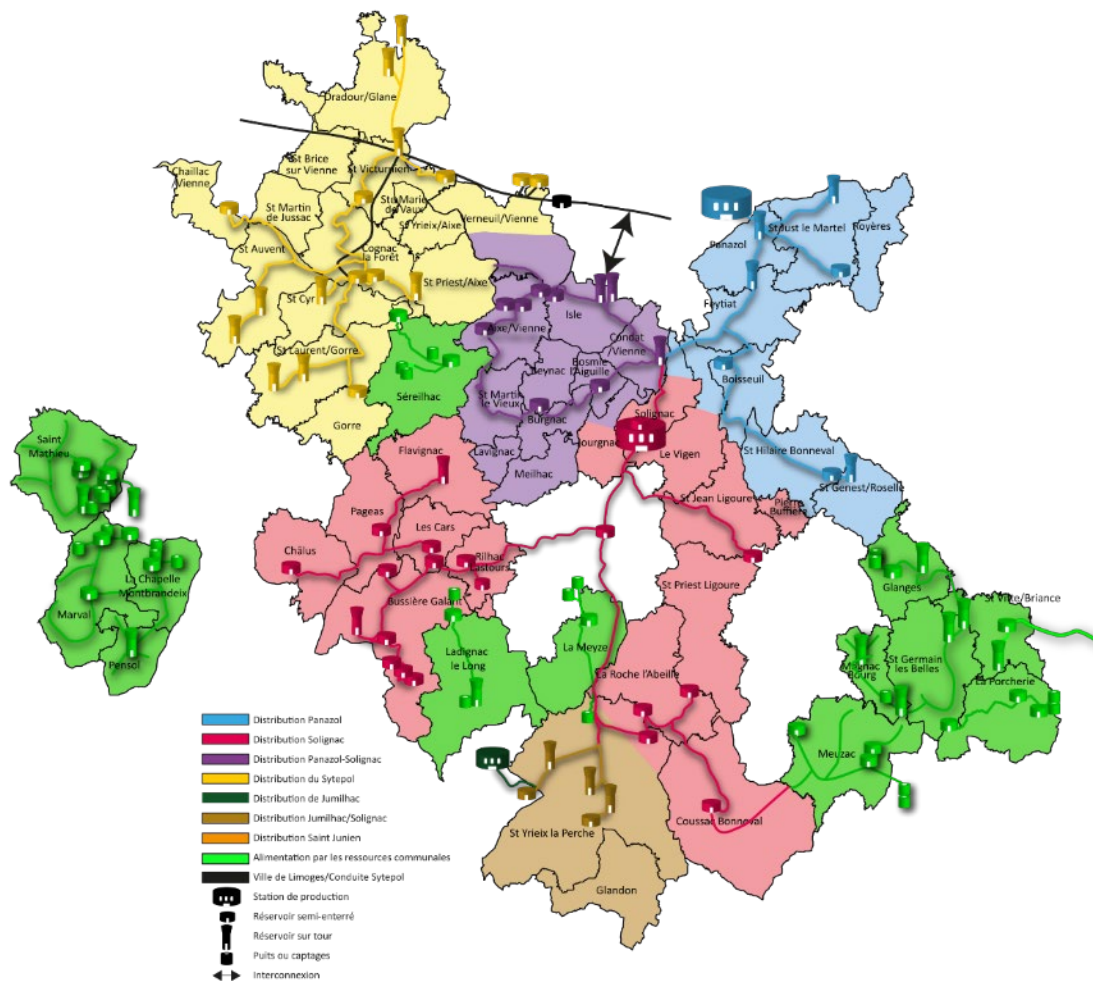 Oradour/Glane
St Brice
sur Vienne
St Victurnien
Chaillac
/Vienne
St Martin
de Jussac
Ste Marie
de Vaux
St Yrieix/Aixe
Verneuil/Vienne
St Auvent
Cognac
la Forêt
St Priest/Aixe
St Cyr
St Laurent/Gorre
Gorre
Séreilhac
Panazol
St Just le Martel
Royères
Feytiat
Isle
Aixe/Vienne
Condat
/Vienne
Bosmie
l'Aiguille
Beynac
St Martin
le Vieux
Burgnac
Boisseuil
Solignac
Jourgnac
Le Vigen
Lavignac
Meilhac
St Hilaire Bonneval
St Genest/Roselle
St Jean Ligoure
Pierre
Buffière
Flavignac
Pageas
Les Cars
Châlus
Rilhac
Lastours
Bussière Galant
St Priest Ligoure
Saint
Mathieu
La Chapelle
Montbrandeix
Marval
Pensol
Glanges
St Vitte/Briance
Magnac
Bourg
St Germain
les Belles
La Porcherie
Meuzac
Ladignac
le Long
La Meyze
La Roche l'Abeille
Coussac Bonneval
St Yrieix la Perche
Glandon
Distribution Panazol
Distribution Solignac
Distribution Panazol-Solignac
Distribution du Sytepol
Distribution de Jumilhac
Distribution Jumilhac/Solignac
Distribution Saint Junien
Alimentation par les ressources communales
Ville de Limoges/Conduite Sytepol
Station de production
Réservoir semi-enterré
Réservoir sur tour
Puits ou captages
Interconnexion